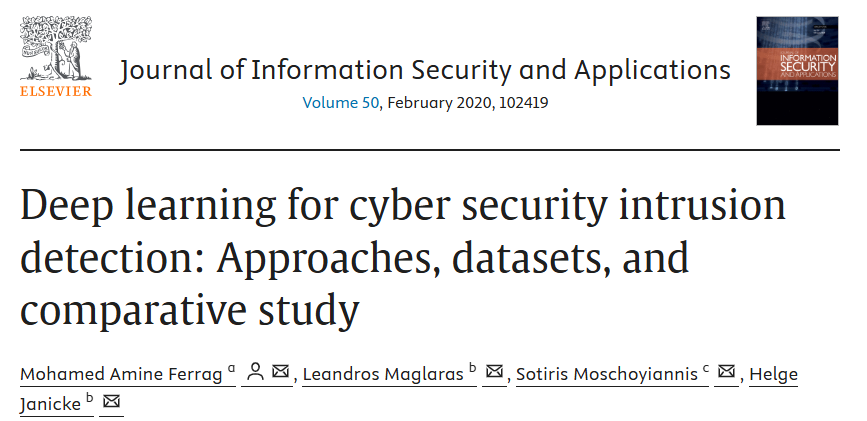 ELSEVIER
Journal of Information Security and Applications
Volume 50, February 2020, 102419
INFORMATION
SECURITY
AND APPLICATIONS
Deep learning for cyber security intrusion
detection: Approaches, datasets, and
comparative study
Mohamed Amine Ferrag a , Leandros Maglaras b , Sotiris Moschoyiannis c , Helge
Janicke b